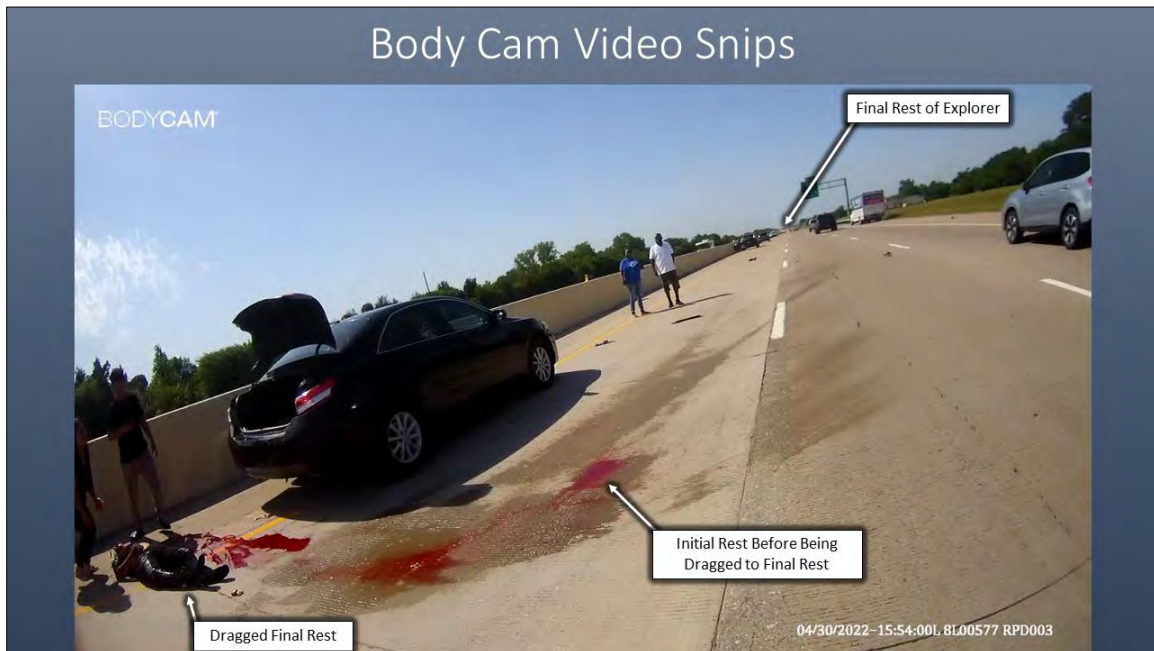 Body Cam Video Snips
BODYCAM
Final Rest of Explorer
Initial Rest Before Being
Dragged to Final Rest
Dragged Final Rest
04/30/2022-15:54:00L 8L00577 RPD003